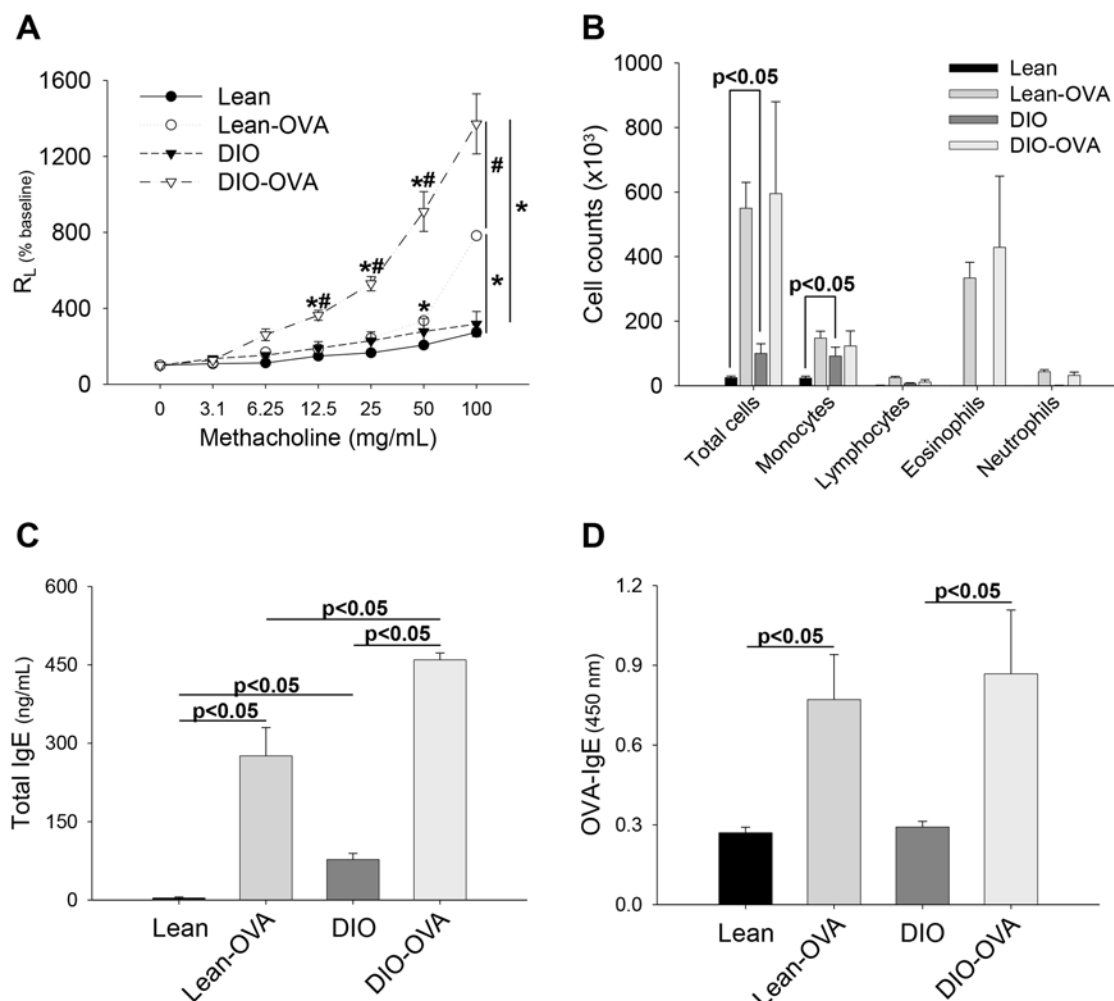 A
1600
1200
800
400
0
R_L (% baseline)
Lean
Lean-OVA
DIO
DIO-OVA
*#
*#
*#
*
#
*
*
0 3.1 6.25 12.5 25 50 100
Methacholine (mg/mL)
B
1000
800
600
400
200
0
Cell counts (x10³)
p<0.05
p<0.05
Lean
Lean-OVA
DIO
DIO-OVA
Total cells
Monocytes
Lymphocytes
Eosinophils
Neutrophils
C
600
450
300
150
0
Total IgE (ng/mL)
p<0.05
p<0.05
p<0.05
p<0.05
Lean
Lean-OVA
DIO
DIO-OVA
D
1.2
0.9
0.6
0.3
0.0
OVA-IgE (450 nm)
p<0.05
p<0.05
Lean
Lean-OVA
DIO
DIO-OVA